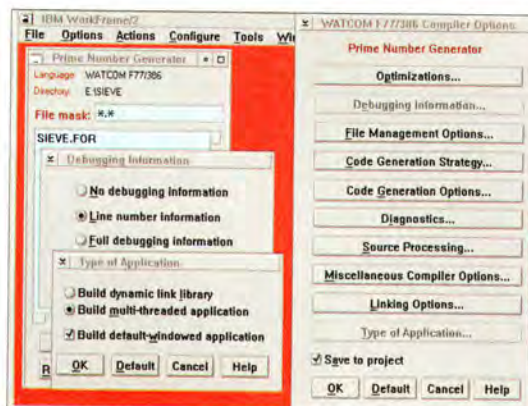 IBM WorkFrame/2
File Options Actions Configure Tools
Prime Number Generator
Language WATCOM F77/386
Directory E:\SIEVE
File mask: *.*
SIEVE.FOR
Debugging Information
No debugging information
Line number information
Full debugging information
Type of Application
Build dynamic link library
Build multi-threaded application
Build default-windowed application
OK Default Cancel Help
R
WATCOM F77/386 Compiler Options
Prime Number Generator
Optimizations...
Debugging Information...
File Management Options...
Code Generation Strategy...
Code Generation Options...
Diagnostics...
Source Processing...
Miscellaneous Compiler Options...
Linking Options...
Type of Application...
Save to project
OK Default Cancel Help